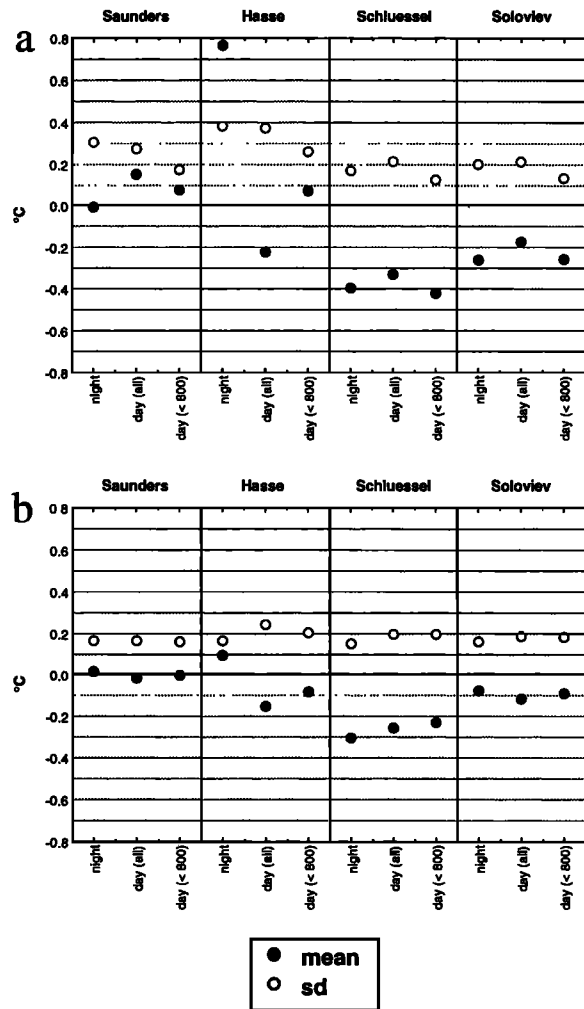 a
Saunders Hasse Schluessel Soloviev
0.8
0.6
0.4
0.2
0.0
-0.2
-0.4
-0.6
-0.8
°C
night day (all) day (< 800) night day (all) day (< 800) night day (all) day (< 800) night day (all) day (< 800)
b
Saunders Hasse Schluessel Soloviev
0.8
0.6
0.4
0.2
0.0
-0.2
-0.4
-0.6
-0.8
°C
night day (all) day (< 800) night day (all) day (< 800) night day (all) day (< 800) night day (all) day (< 800)
mean
sd